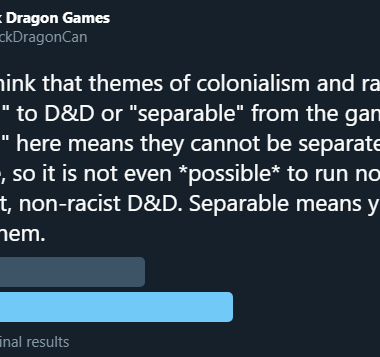 Dragon Games
ckDragonCan
hink that themes of colonialism and ra
" to D&D or "separable" from the gam
" here means they cannot be separate
, so it is not even *possible* to run no
t, non-racist D&D. Separable means y
hem.
inal results